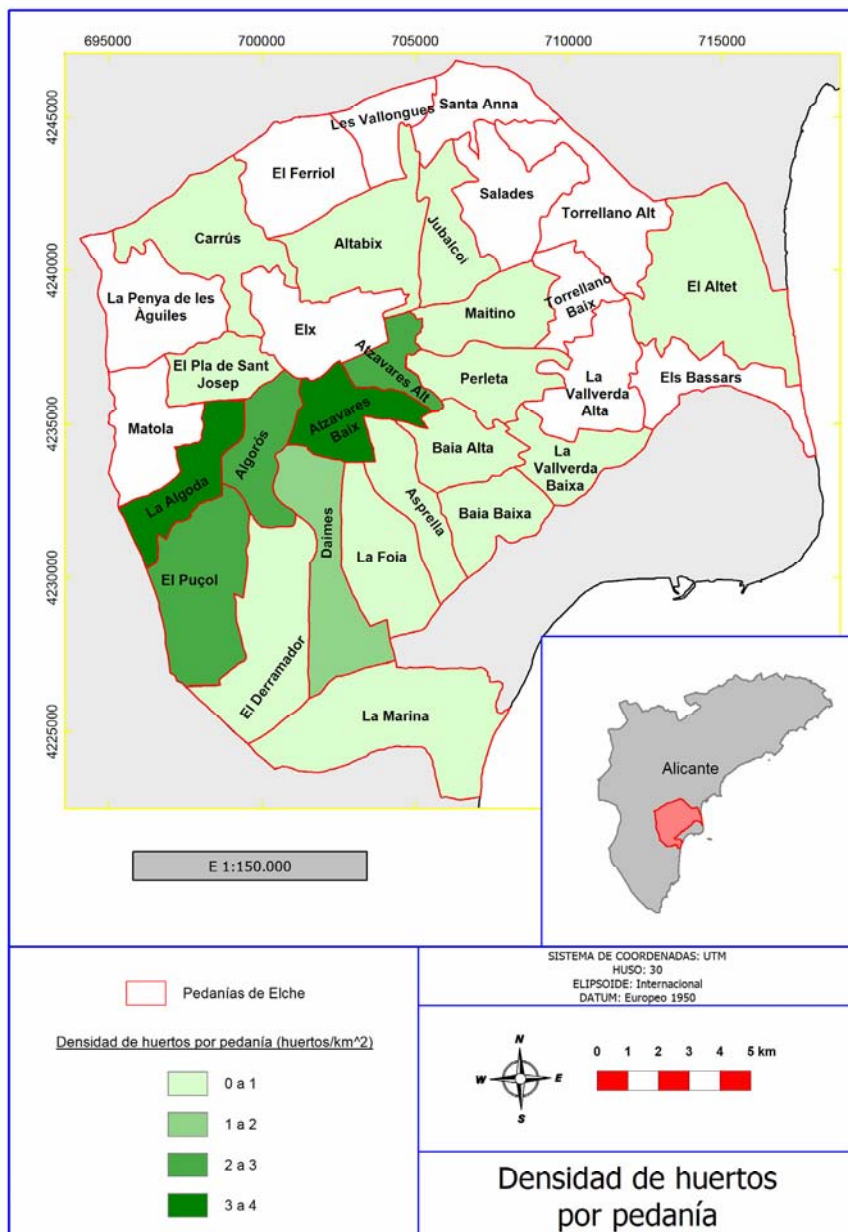 695000 700000 705000 710000 715000
4245000
4240000
4235000
4230000
4225000
Les Vallongues
Santa Anna
El Ferriol
Salades
Torrellano Alt
Carrús
Altabix
Jubalcoi
La Penya de les
Àguiles
Elx
Maitino
Torrellano
Baix
El Altet
El Pla de Sant
Josep
Atzavares Alt
Perleta
La
Vallverda
Alta
Els Bassars
Matola
Algorós
Alzavares
Baix
Baia Alta
La
Vallverda
Baixa
La Algoda
Daimes
Asprella
Baia Baixa
El Puçol
La Foia
El Derramador
La Marina
Alicante
E 1:150.000
Pedanías de Elche
Densidad de huertos por pedanía (huertos/km^2)
0 a 1
1 a 2
2 a 3
3 a 4
SISTEMA DE COORDENADAS: UTM
HUSO: 30
ELIPSOIDE: Internacional
DATUM: Europeo 1950
N
W E
S
0 1 2 3 4 5 km
Densidad de huertos
por pedanía